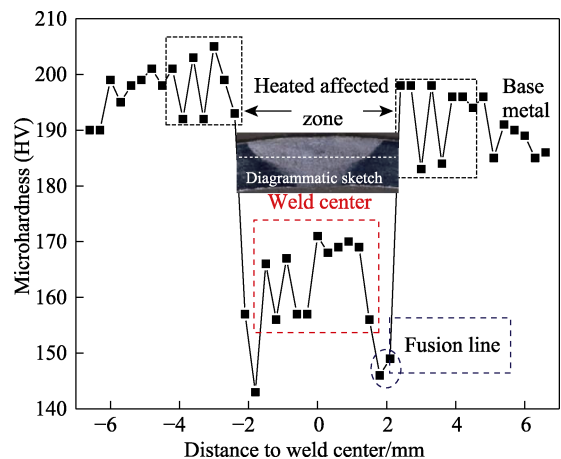 210
200
190
180
170
160
150
140
Microhardness (HV)
Heated affected
zone
Base
metal
Diagrammatic sketch
Weld center
Fusion line
−6
−4
−2
0
2
4
6
Distance to weld center/mm